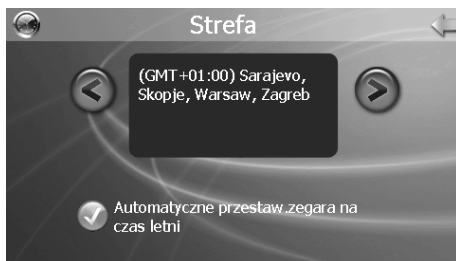 Strefa
(GMT+01:00) Sarajevo,
Skopje, Warsaw, Zagreb
Automatyczne przestaw.zegara na
czas letni